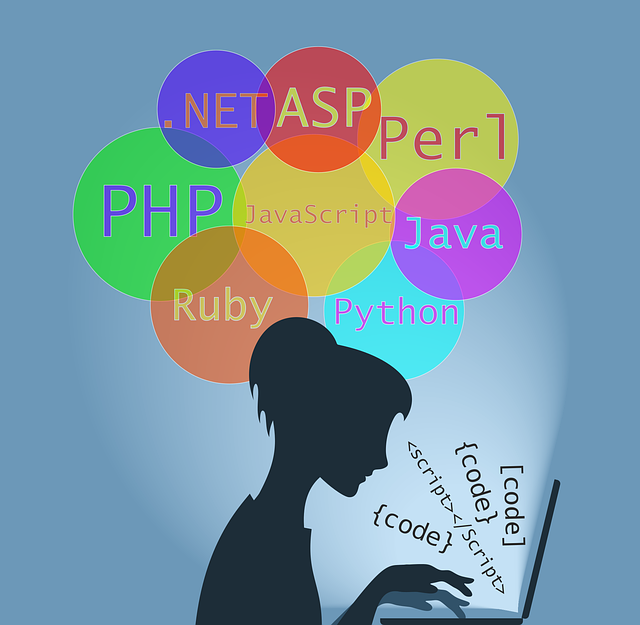 .NET
ASP
Perl
PHP
JavaScript
Java
Ruby
Python
<script></Script>
{code}
[code]
{code}